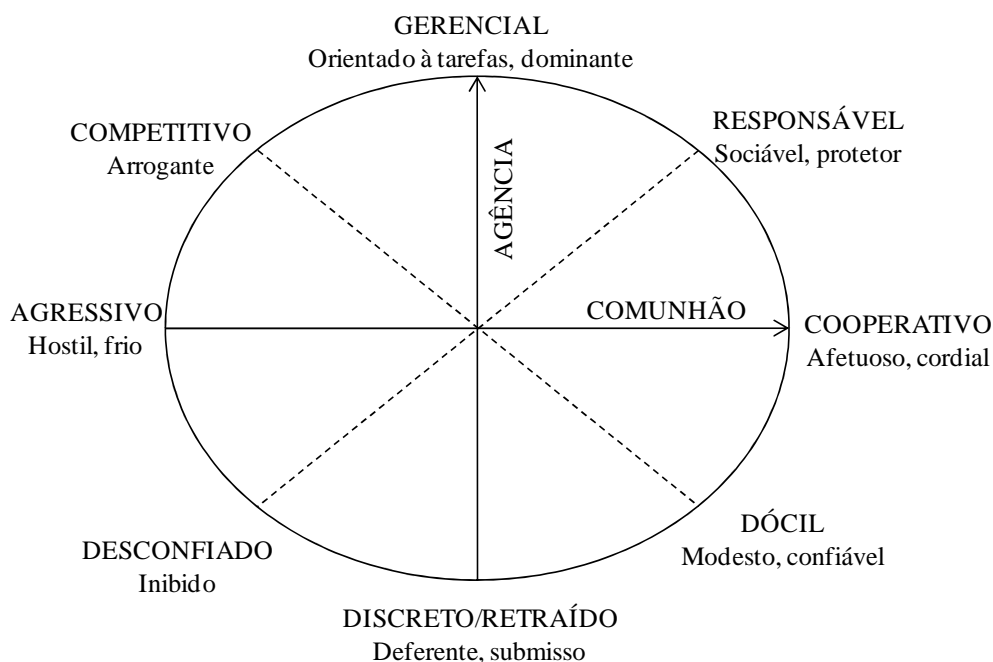 GERENCIAL
Orientado à tarefas, dominante
COMPETITIVO
Arrogante
RESPONSÁVEL
Sociável, protetor
AGÊNCIA
AGRESSIVO
Hostil, frio
COMUNHÃO
COOPERATIVO
Afetuoso, cordial
DESCONFIADO
Inibido
DÓCIL
Modesto, confiável
DISCRETO/RETRAÍDO
Deferente, submisso